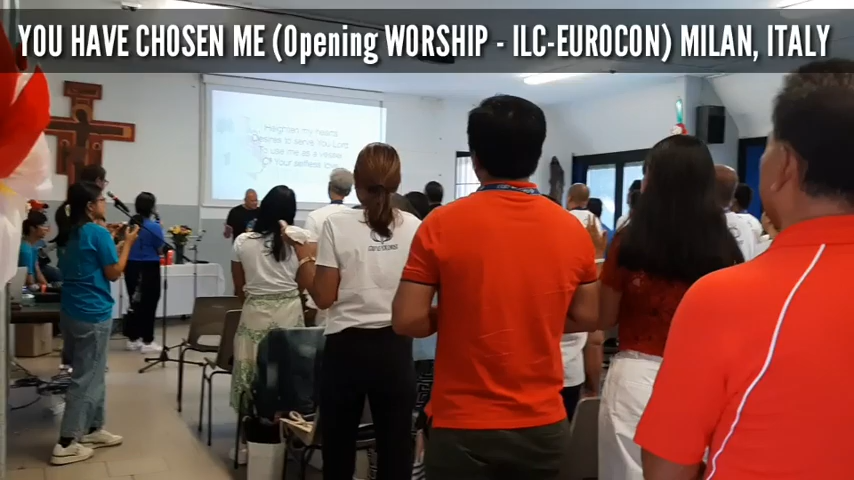 YOU HAVE CHOSEN ME (Opening WORSHIP - ILC-EUROCON) MILAN, ITALY
Heighten my hearts
Desires to serve You Lord
To use me as a vessel
Of Your selfless love